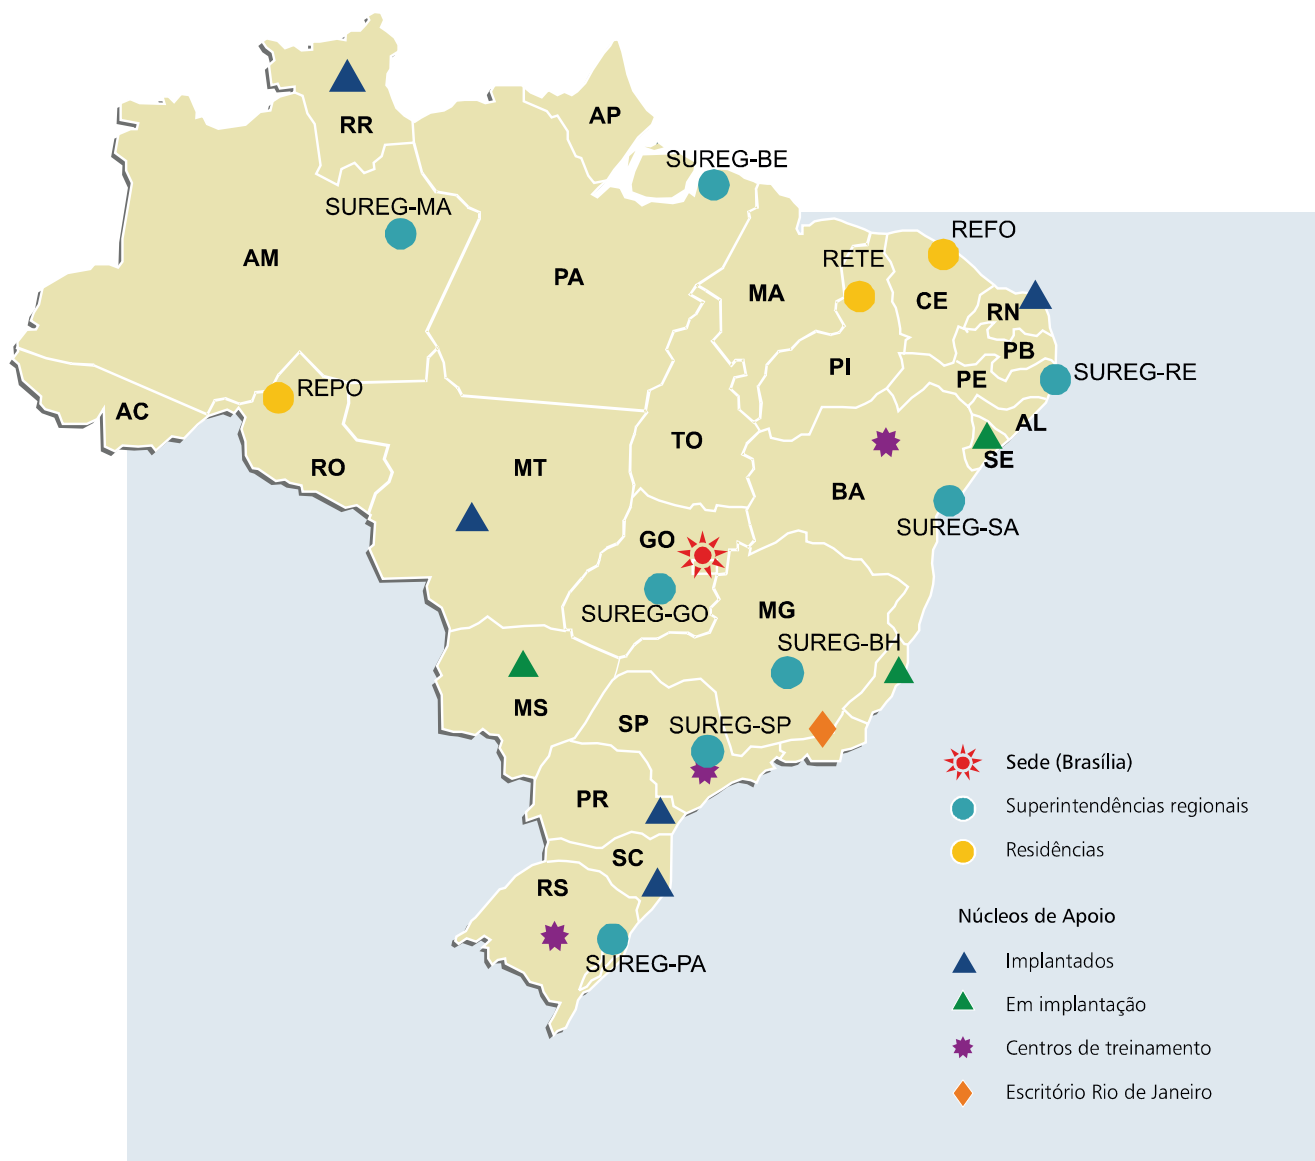 AP
RR
SUREG-BE
SUREG-MA
REFO
AM
RETE
PA
MA
CE
RN
PB
PI
PE
SUREG-RE
REPO
AC
AL
TO
SE
RO
MT
BA
SUREG-SA
GO
SUREG-GO
MG
SUREG-BH
MS
SP
SUREG-SP
PR
SC
RS
SUREG-PA
Sede (Brasília)
Superintendências regionais
Residências
Núcleos de Apoio
Implantados
Em implantação
Centros de treinamento
Escritório Rio de Janeiro